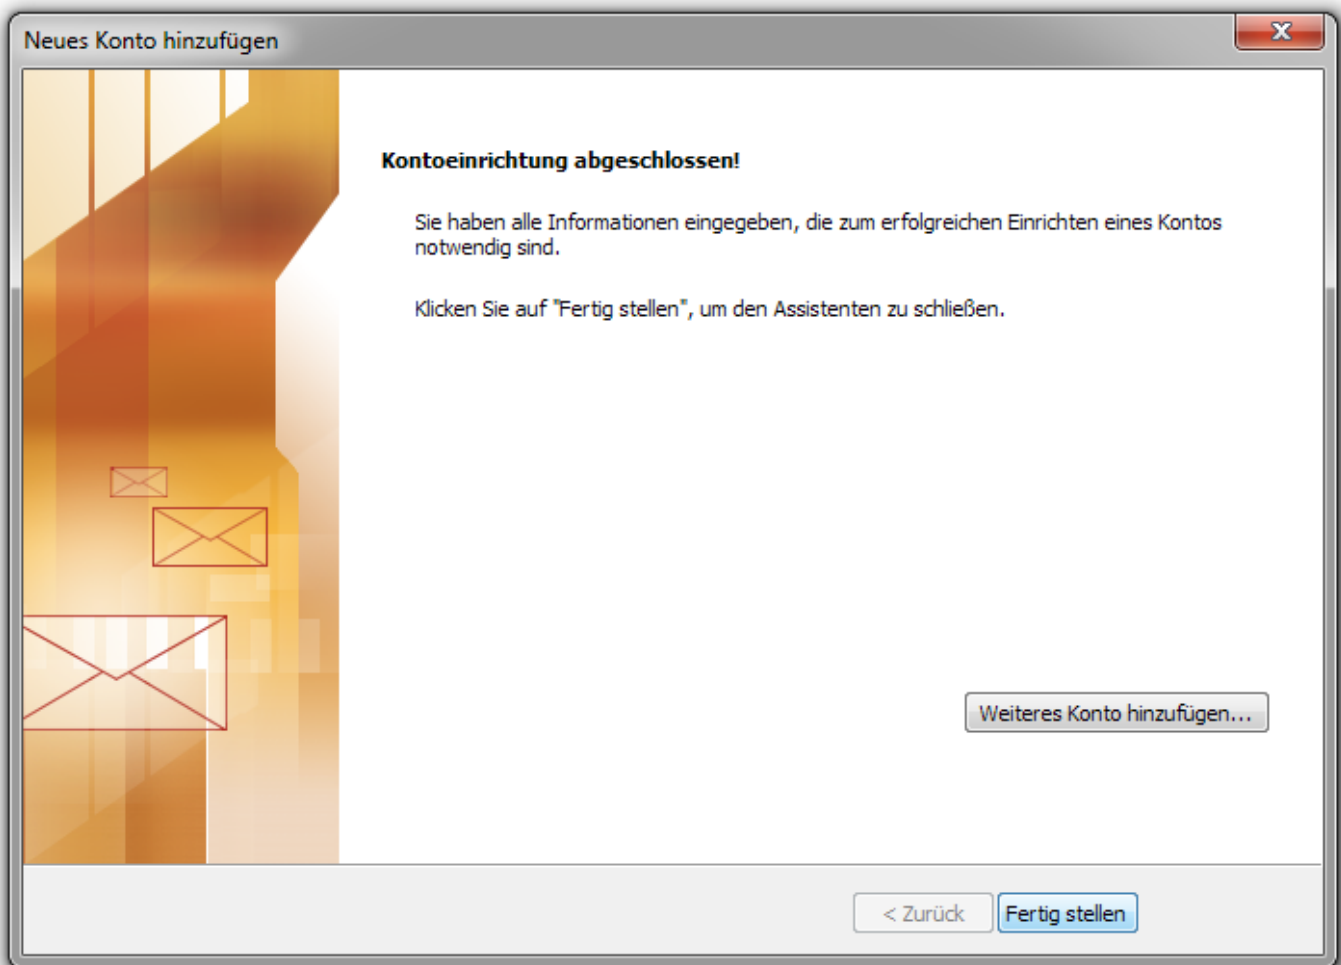 Neues Konto hinzufügen
Kontoeinrichtung abgeschlossen!
Sie haben alle Informationen eingegeben, die zum erfolgreichen Einrichten eines Kontos
notwendig sind.
Klicken Sie auf "Fertig stellen", um den Assistenten zu schließen.
Weiteres Konto hinzufügen...
< Zurück
Fertig stellen